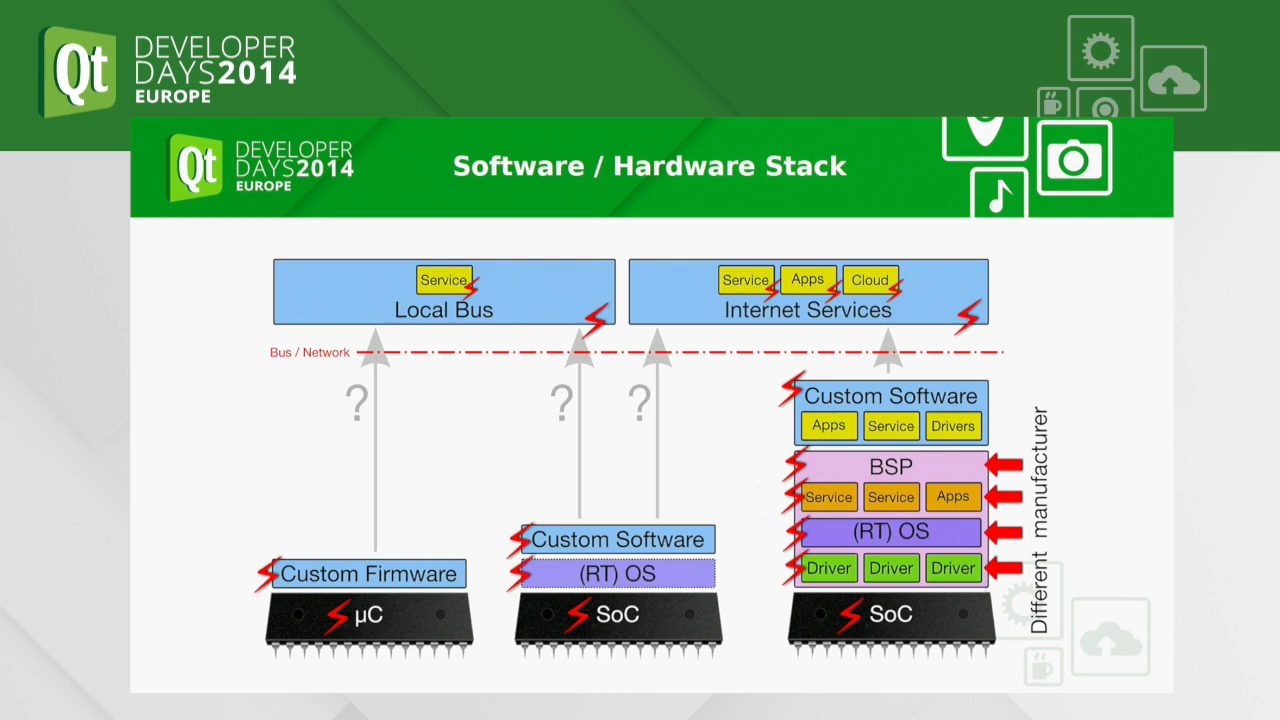 Qt DEVELOPER
DAYS2014
EUROPE
Qt DEVELOPER
DAYS2014
EUROPE
Software / Hardware Stack
Service
Local Bus
Service Apps Cloud
Internet Services
Bus / Network
? ? ?
Custom Software
Apps Service Drivers
BSP
Service Service Apps
(RT) OS
Driver Driver Driver
SoC
Different manufacturer
Custom Software
(RT) OS
SoC
Custom Firmware
µC